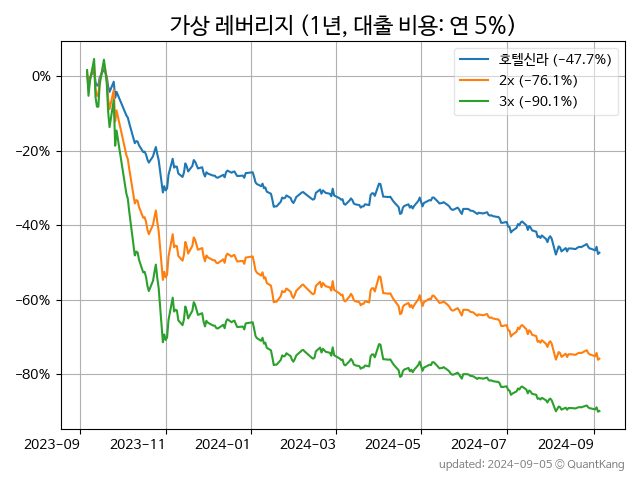 가상 레버리지 (1년, 대출 비용: 연 5%)
호텔신라 (−47.7%)
2x (−76.1%)
3x (−90.1%)
0%
−20%
−40%
−60%
−80%
2023-09 2023-11 2024-01 2024-03 2024-05 2024-07 2024-09
updated: 2024-09-05 © QuantKang